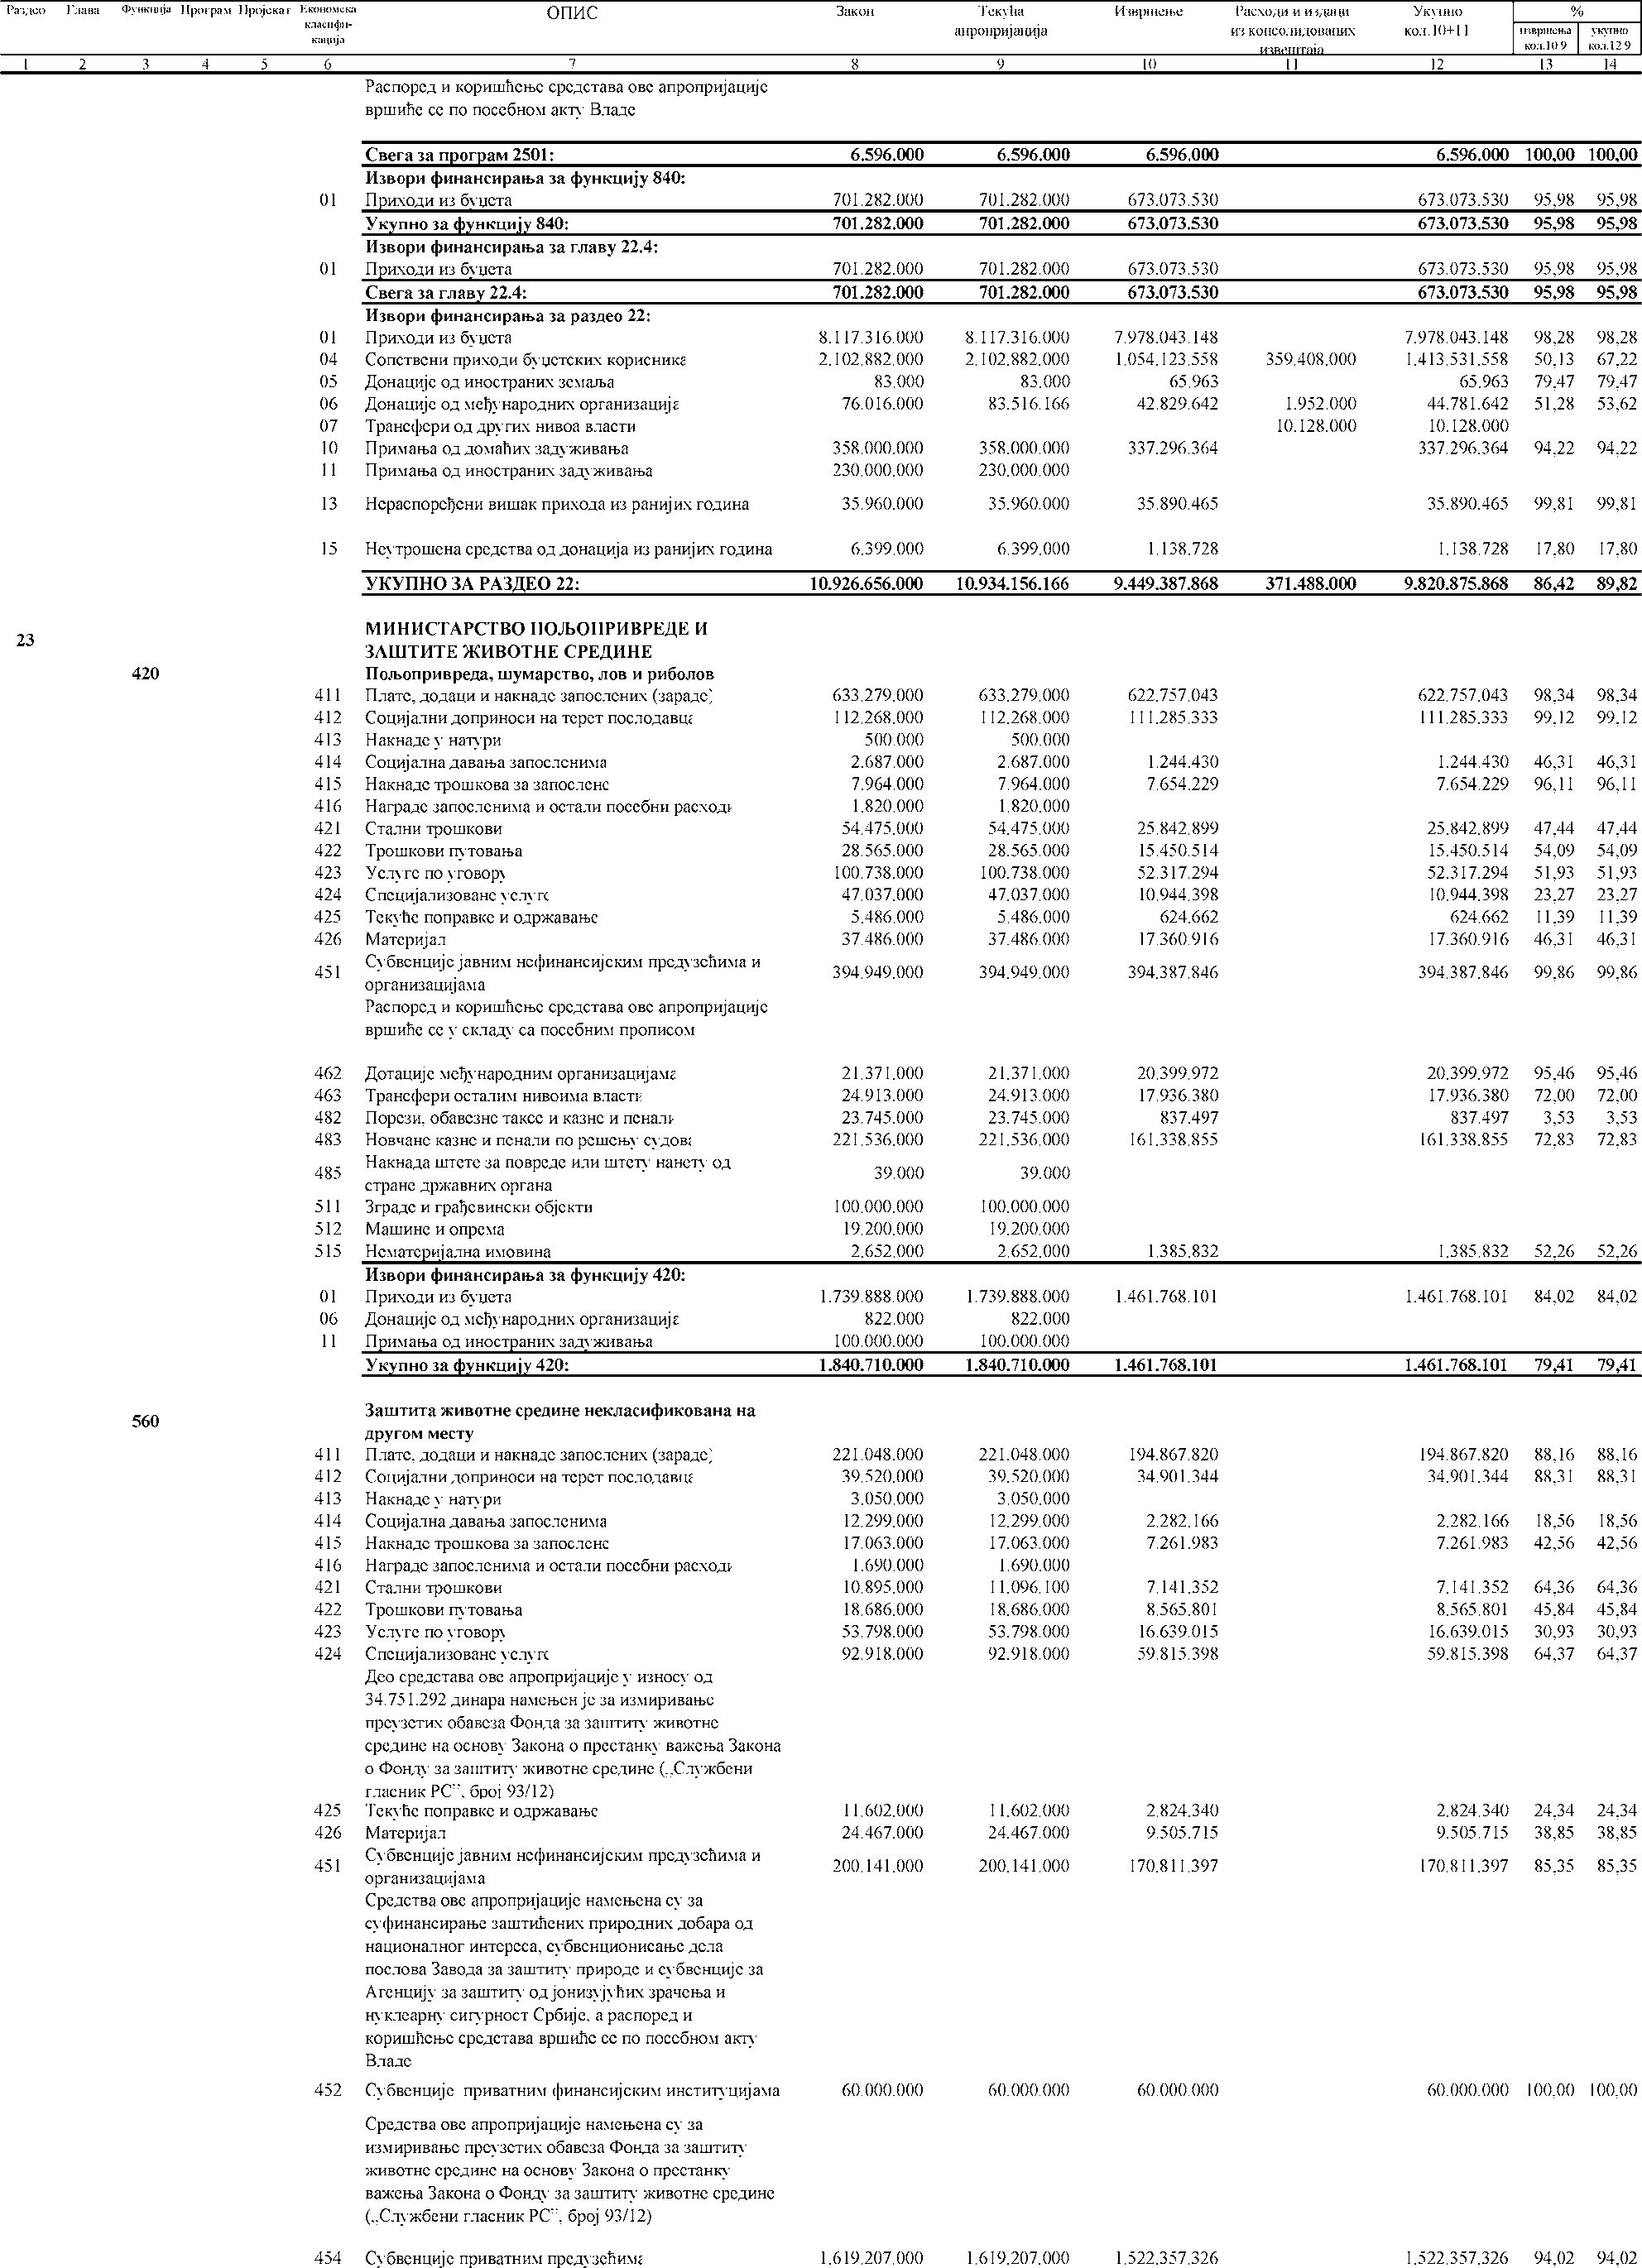 Раздео Глава Функција Програм Пројекат Економска класифи-кација ОПИС Закон Текућа апропријација Извршење Расходи и издаци из консолидованих извештаја Укупно кол.10+11 % извршења кол.10 9 укупно кол.12 9
1 2 3 4 5 6 7 8 9 10 11 12 13 14
Распоред и коришћење средстава ове апропријације
вршиће се по посебном акту Владе
Свега за програм 2501: 6.596.000 6.596.000 6.596.000 6.596.000 100,00 100,00
Извори финансирања за функцију 840:
01 Приходи из буџета 701.282.000 701.282.000 673.073.530 673.073.530 95,98 95,98
Укупно за функцију 840: 701.282.000 701.282.000 673.073.530 673.073.530 95,98 95,98
Извори финансирања за главу 22.4:
01 Приходи из буџета 701.282.000 701.282.000 673.073.530 673.073.530 95,98 95,98
Свега за главу 22.4: 701.282.000 701.282.000 673.073.530 673.073.530 95,98 95,98
Извори финансирања за раздео 22:
01 Приходи из буџета 8.117.316.000 8.117.316.000 7.978.043.148 7.978.043.148 98,28 98,28
04 Сопствени приходи буџетских корисника 2.102.882.000 2.102.882.000 1.054.123.558 359.408.000 1.413.531.558 50,13 67,22
05 Донације од иностраних земаља 83.000 83.000 65.963 65.963 79,47 79,47
06 Донације од међународних организација 76.016.000 83.516.166 42.829.642 1.952.000 44.781.642 51,28 53,62
07 Трансфери од других нивоа власти 10.128.000 10.128.000
10 Примања од домаћих задуживања 358.000.000 358.000.000 337.296.364 337.296.364 94,22 94,22
11 Примања од иностраних задуживања 230.000.000 230.000.000
13 Нераспоређени вишак прихода из ранијих година 35.960.000 35.960.000 35.890.465 35.890.465 99,81 99,81
15 Неутрошена средства од донација из ранијих година 6.399.000 6.399.000 1.138.728 1.138.728 17,80 17,80
УКУПНО ЗА РАЗДЕО 22: 10.926.656.000 10.934.156.166 9.449.387.868 371.488.000 9.820.875.868 86,42 89,82
23 МИНИСТАРСТВО ПОЉОПРИВРЕДЕ И
ЗАШТИТЕ ЖИВОТНЕ СРЕДИНЕ
420 Пољопривреда, шумарство, лов и риболов
411 Плате, додаци и накнаде запослених (зараде) 633.279.000 633.279.000 622.757.043 622.757.043 98,34 98,34
412 Социјални доприноси на терет послодавца 112.268.000 112.268.000 111.285.333 111.285.333 99,12 99,12
413 Накнаде у натури 500.000 500.000
414 Социјална давања запосленима 2.687.000 2.687.000 1.244.430 1.244.430 46,31 46,31
415 Накнаде трошкова за запослене 7.964.000 7.964.000 7.654.229 7.654.229 96,11 96,11
416 Награде запосленима и остали посебни расходи 1.820.000 1.820.000
421 Стални трошкови 54.475.000 54.475.000 25.842.899 25.842.899 47,44 47,44
422 Трошкови путовања 28.565.000 28.565.000 15.450.514 15.450.514 54,09 54,09
423 Услуге по уговору 100.738.000 100.738.000 52.317.294 52.317.294 51,93 51,93
424 Специјализоване услуге 47.037.000 47.037.000 10.944.398 10.944.398 23,27 23,27
425 Текуће поправке и одржавање 5.486.000 5.486.000 624.662 624.662 11,39 11,39
426 Материјал 37.486.000 37.486.000 17.360.916 17.360.916 46,31 46,31
451 Субвенције јавним нефинансијским предузећима и
организацијама 394.949.000 394.949.000 394.387.846 394.387.846 99,86 99,86
Распоред и коришћење средстава ове апропријације
вршиће се у складу са посебним прописом
462 Дотације међународним организацијама 21.371.000 21.371.000 20.399.972 20.399.972 95,46 95,46
463 Трансфери осталим нивоима власти 24.913.000 24.913.000 17.936.380 17.936.380 72,00 72,00
482 Порези, обавезне таксе и казне и пенали 23.745.000 23.745.000 837.497 837.497 3,53 3,53
483 Новчане казне и пенали по решењу судова 221.536.000 221.536.000 161.338.855 161.338.855 72,83 72,83
485 Накнада штете за повреде или штету нанету од
стране државних органа 39.000 39.000
511 Зграде и грађевински објекти 100.000.000 100.000.000
512 Машине и опрема 19.200.000 19.200.000
515 Нематеријална имовина 2.652.000 2.652.000 1.385.832 1.385.832 52,26 52,26
Извори финансирања за функцију 420:
01 Приходи из буџета 1.739.888.000 1.739.888.000 1.461.768.101 1.461.768.101 84,02 84,02
06 Донације од међународних организација 822.000 822.000
11 Примања од иностраних задуживања 100.000.000 100.000.000
Укупно за функцију 420: 1.840.710.000 1.840.710.000 1.461.768.101 1.461.768.101 79,41 79,41
560 Заштита животне средине некласификована на
другом месту
411 Плате, додаци и накнаде запослених (зараде) 221.048.000 221.048.000 194.867.820 194.867.820 88,16 88,16
412 Социјални доприноси на терет послодавца 39.520.000 39.520.000 34.901.344 34.901.344 88,31 88,31
413 Накнаде у натури 3.050.000 3.050.000
414 Социјална давања запосленима 12.299.000 12.299.000 2.282.166 2.282.166 18,56 18,56
415 Накнаде трошкова за запослене 17.063.000 17.063.000 7.261.983 7.261.983 42,56 42,56
416 Награде запосленима и остали посебни расходи 1.690.000 1.690.000
421 Стални трошкови 10.895.000 11.096.100 7.141.352 7.141.352 64,36 64,36
422 Трошкови путовања 18.686.000 18.686.000 8.565.801 8.565.801 45,84 45,84
423 Услуге по уговору 53.798.000 53.798.000 16.639.015 16.639.015 30,93 30,93
424 Специјализоване услуге 92.918.000 92.918.000 59.815.398 59.815.398 64,37 64,37
Део средстава ове апропријације у износу од
34.751.292 динара намењен је за измиривање
преузетих обавеза Фонда за заштиту животне
средине на основу Закона о престанку важења Закона
о Фонду за заштиту животне средине („Службени
гласник РС”, број 93/12)
425 Текуће поправке и одржавање 11.602.000 11.602.000 2.824.340 2.824.340 24,34 24,34
426 Материјал 24.467.000 24.467.000 9.505.715 9.505.715 38,85 38,85
451 Субвенције јавним нефинансијским предузећима и
организацијама 200.141.000 200.141.000 170.811.397 170.811.397 85,35 85,35
Средства ове апропријације намењена су за
суфинансирање заштићених природних добара од
националног интереса, субвенционисање дела
послова Завода за заштиту природе и субвенције за
Агенцију за заштиту од јонизујућих зрачења и
нуклеарну сигурност Србије, а распоред и
коришћење средстава вршиће се по посебном акту
Владе
452 Субвенције приватним финансијским институцијама 60.000.000 60.000.000 60.000.000 60.000.000 100,00 100,00
Средства ове апропријације намењена су за
измиривање преузетих обавеза Фонда за заштиту
животне средине на основу Закона о престанку
важења Закона о Фонду за заштиту животне средине
(„Службени гласник РС”, број 93/12)
454 Субвенције приватним предузећима 1.619.207.000 1.619.207.000 1.522.357.326 1.522.357.326 94,02 94,02